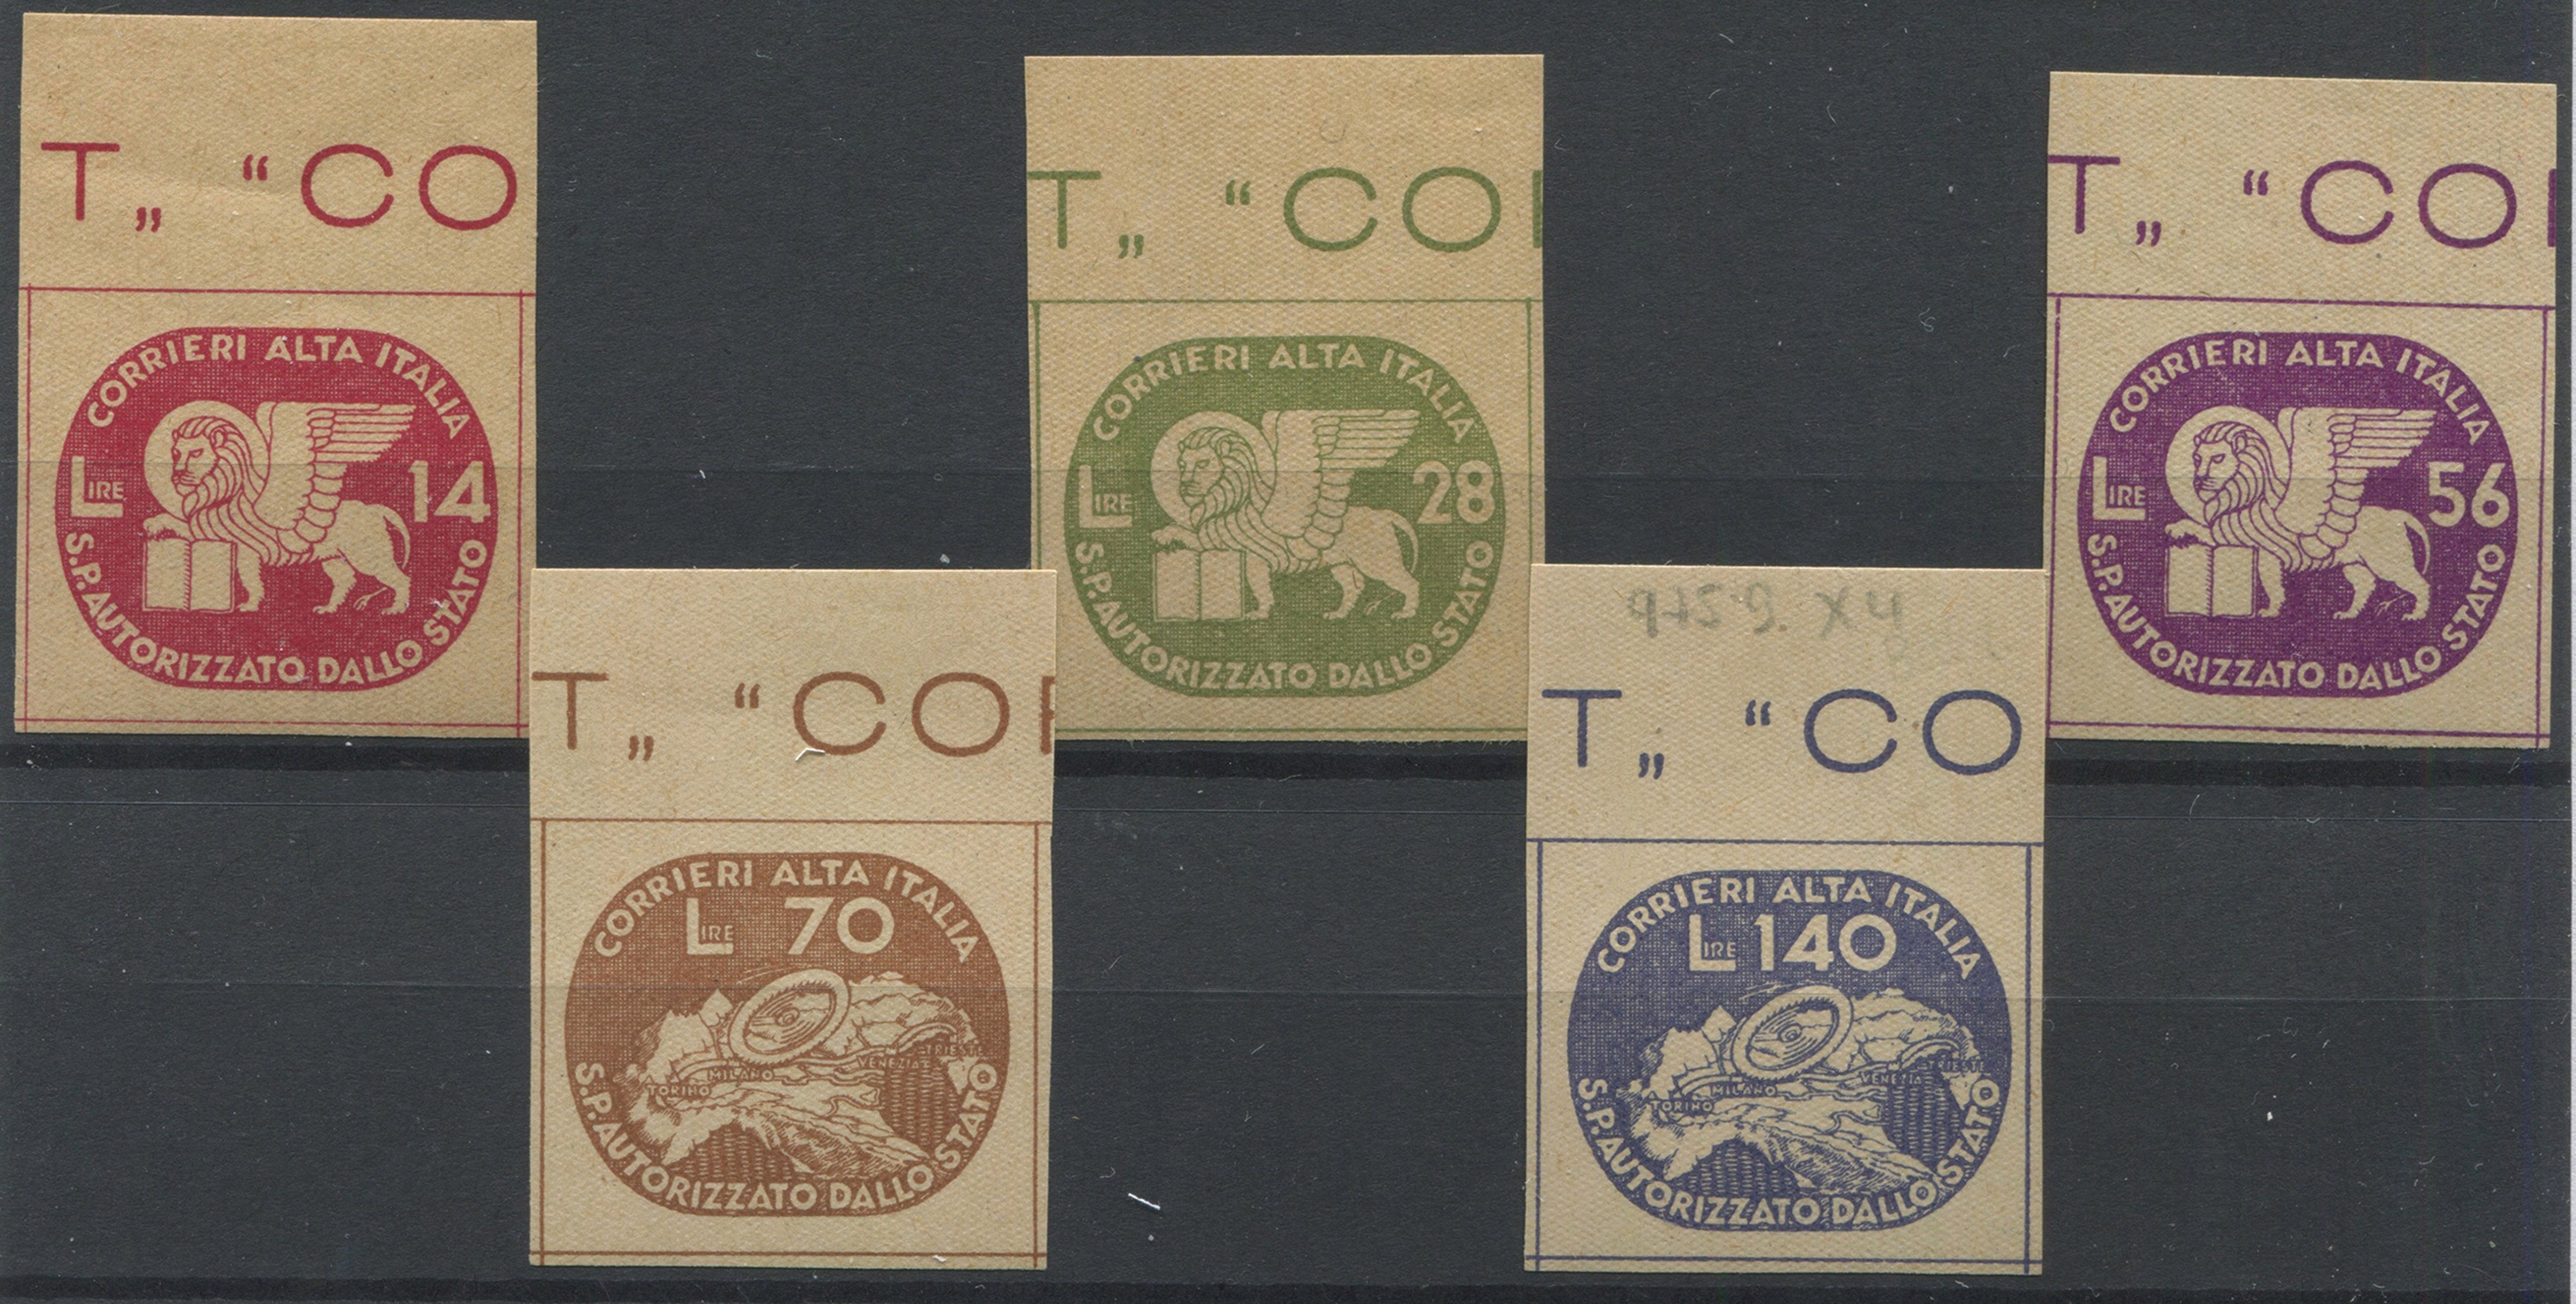 T„ “CO
CORRIERI ALTA ITALIA
LIRE 14
S.P. AUTORIZZATO DALLO STATO
T„ “CO
CORRIERI ALTA ITALIA
LIRE 28
S.P. AUTORIZZATO DALLO STATO
T„ “CO
CORRIERI ALTA ITALIA
LIRE 56
S.P. AUTORIZZATO DALLO STATO
T„ “COR
CORRIERI ALTA ITALIA
LIRE 70
TRIESTE
VENEZIA
MILANO
TORINO
S.P. AUTORIZZATO DALLO STATO
T„ “CO
CORRIERI ALTA ITALIA
LIRE 140
TRIESTE
VENEZIA
MILANO
TORINO
S.P. AUTORIZZATO DALLO STATO